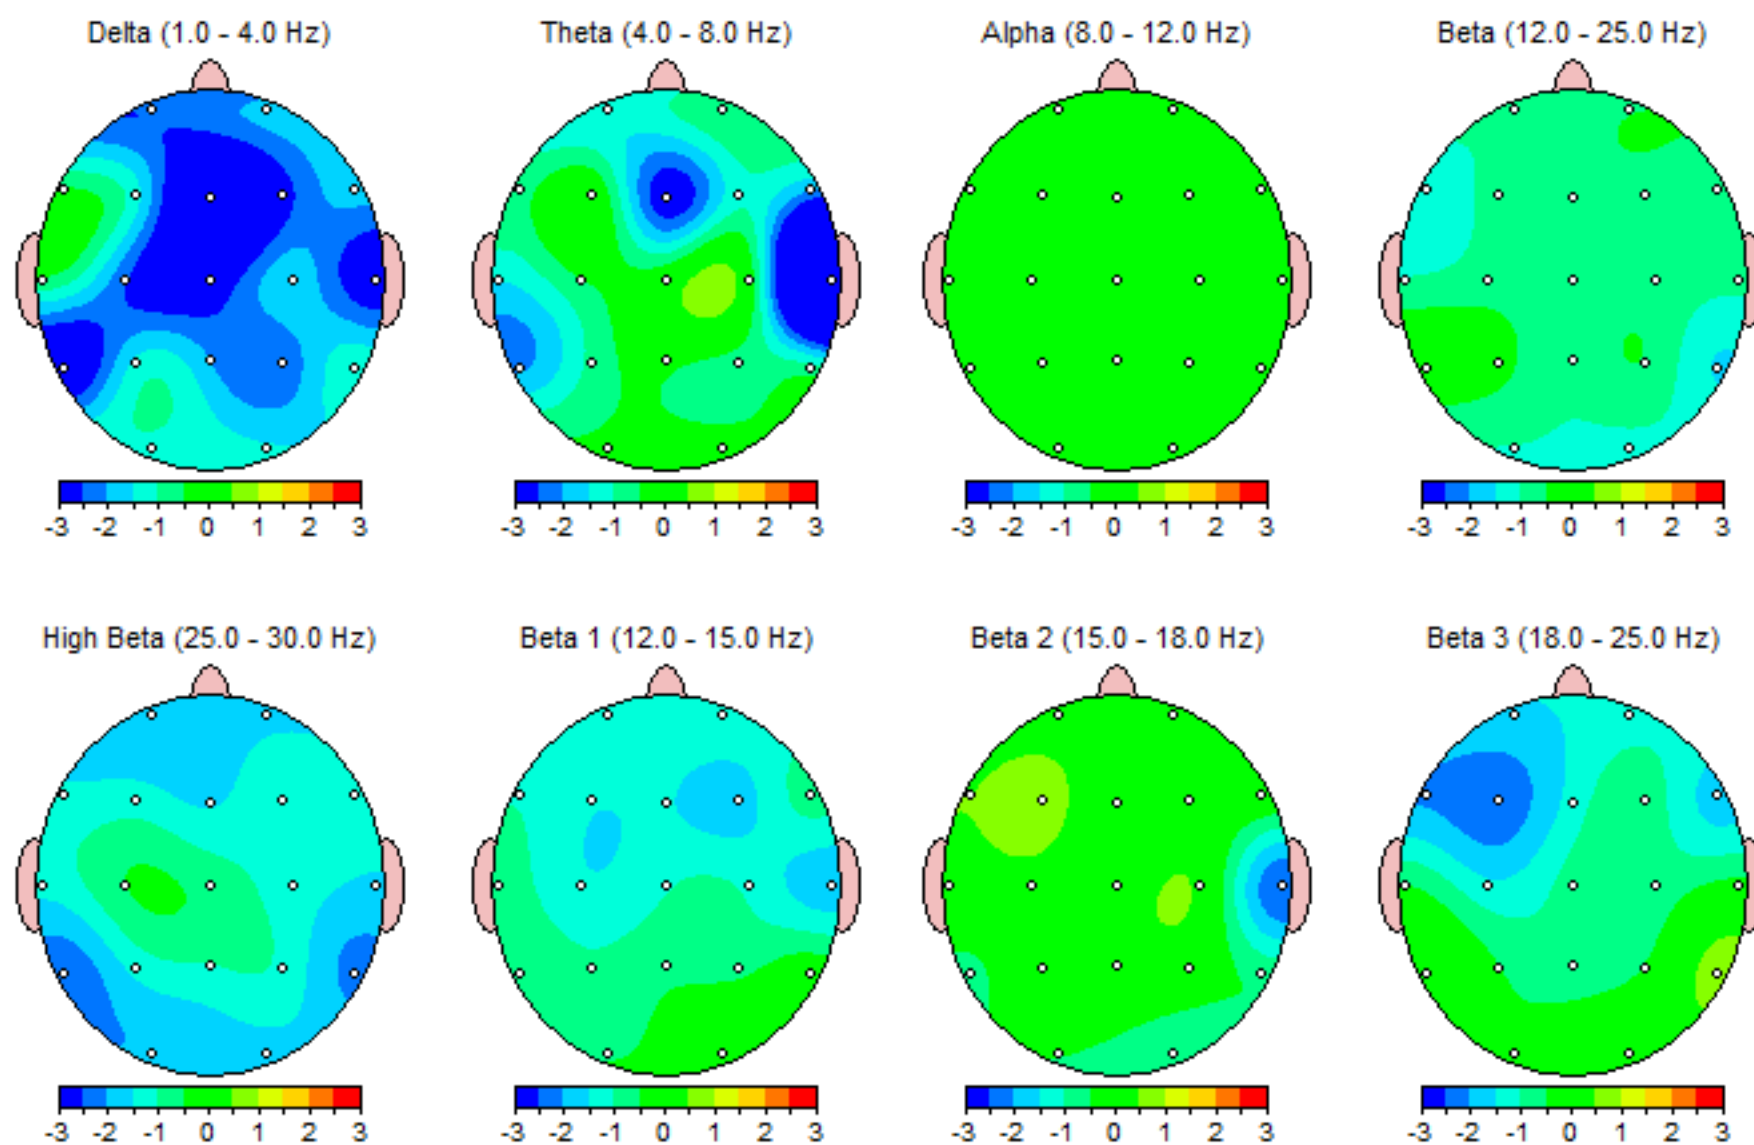 Delta (1.0 - 4.0 Hz)
Theta (4.0 - 8.0 Hz)
Alpha (8.0 - 12.0 Hz)
Beta (12.0 - 25.0 Hz)
-3 -2 -1 0 1 2 3
-3 -2 -1 0 1 2 3
-3 -2 -1 0 1 2 3
-3 -2 -1 0 1 2 3
High Beta (25.0 - 30.0 Hz)
Beta 1 (12.0 - 15.0 Hz)
Beta 2 (15.0 - 18.0 Hz)
Beta 3 (18.0 - 25.0 Hz)
-3 -2 -1 0 1 2 3
-3 -2 -1 0 1 2 3
-3 -2 -1 0 1 2 3
-3 -2 -1 0 1 2 3